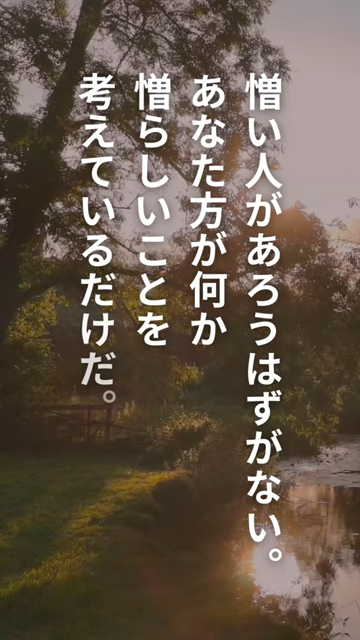 憎い人があろうはずがない。
あなた方が何か
憎らしいことを
考えているだけだ。